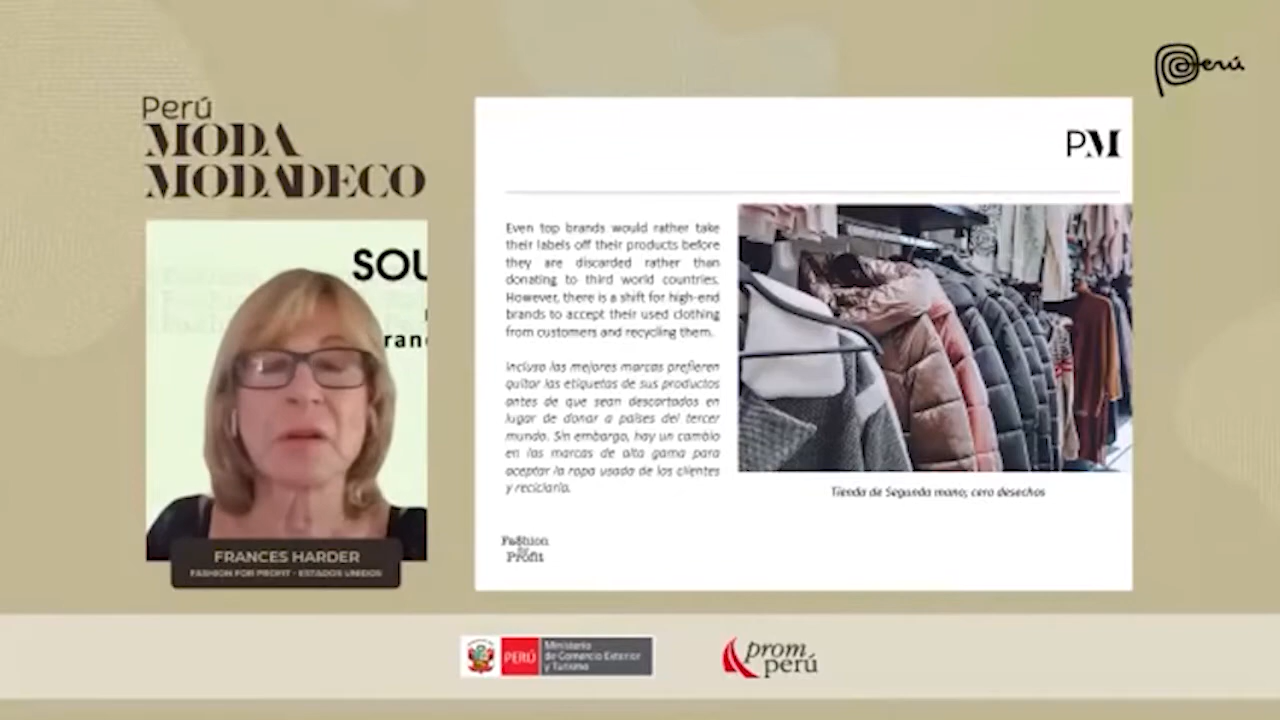 Perú
Perú
MODA
MODADECO
SOU
ranc
FRANCES HARDER
FASHION FOR PROFIT - ESTADOS UNIDOS
PM
Even top brands would rather take
their labels off their products before
they are discarded rather than
donating to third world countries.
However, there is a shift for high-end
brands to accept their used clothing
from customers and recycling them.
Incluso las mejores marcas prefieren
quitar las etiquetas de sus productos
antes de que sean descartados en
lugar de donar a países del tercer
mundo. Sin embargo, hay un cambio
en las marcas de alta gama para
aceptar la ropa usada de los clientes
y reciclarla.
Tienda de Segunda mano; cero desechos
Fa$hion
for
Profit
PERÚ
Ministerio
de Comercio Exterior
y Turismo
prom
perú